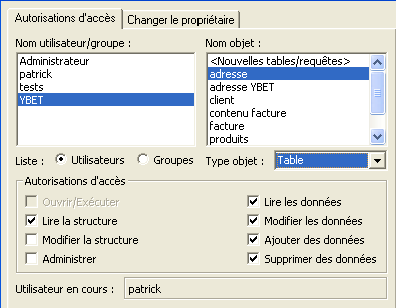 Autorisations d'accès Changer le propriétaire
Nom utilisateur/groupe : Nom objet :
Administrateur
patrick
tests
YBET
<Nouvelles tables/requêtes>
adresse
adresse YBET
client
contenu facture
facture
produits
Liste : Utilisateurs Groupes Type objet : Table
Autorisations d'accès
Ouvrir/Exécuter Lire les données
Lire la structure Modifier les données
Modifier la structure Ajouter des données
Administrer Supprimer des données
Utilisateur en cours : patrick